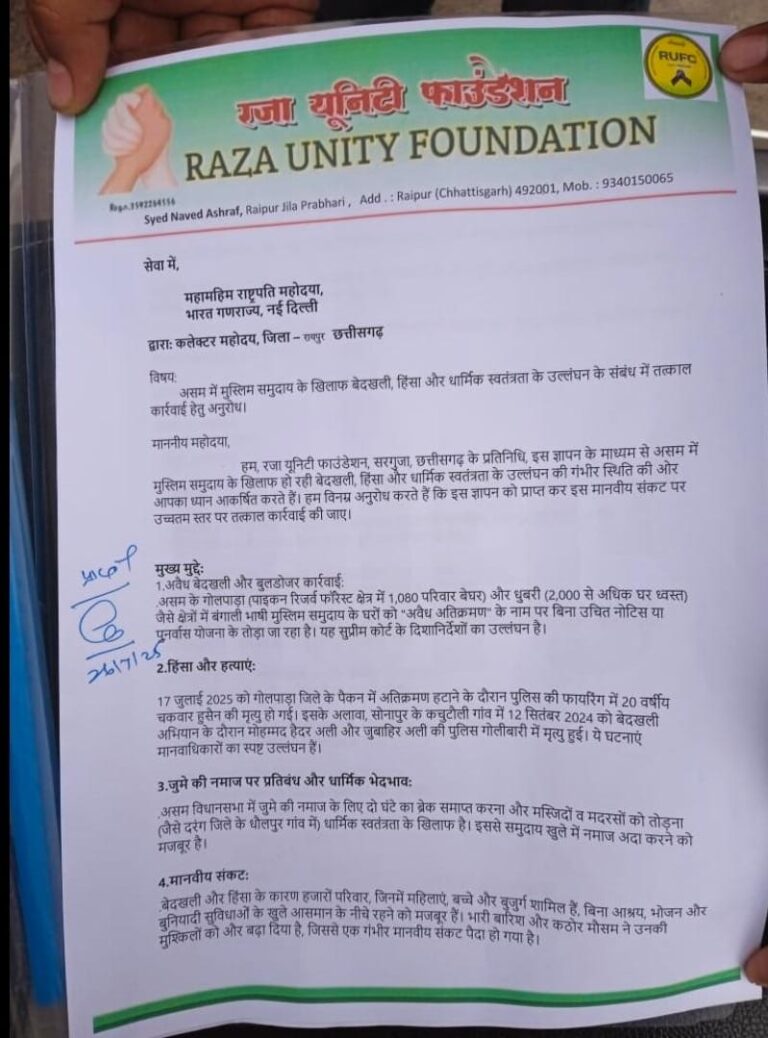 रजा यूनिटी फाउंडेशन
RUFC
RAZA UNITY FOUNDATION
Regn.3592264556
Syed Naved Ashraf, Raipur Jila Prabhari , Add . : Raipur (Chhattisgarh) 492001, Mob. : 9340150065
सेवा में,
महामहिम राष्ट्रपति महोदया,
भारत गणराज्य, नई दिल्ली
द्वारा: कलेक्टर महोदय, जिला – रायपुर छत्तीसगढ़
विषय:
असम में मुस्लिम समुदाय के खिलाफ बेदखली, हिंसा और धार्मिक स्वतंत्रता के उल्लंघन के संबंध में तत्काल
कार्रवाई हेतु अनुरोध।
माननीय महोदया,
हम, रजा यूनिटी फाउंडेशन, सरगुजा, छत्तीसगढ़ के प्रतिनिधि, इस ज्ञापन के माध्यम से असम में
मुस्लिम समुदाय के खिलाफ हो रही बेदखली, हिंसा और धार्मिक स्वतंत्रता के उल्लंघन की गंभीर स्थिति की ओर
आपका ध्यान आकर्षित करते हैं। हम विनम्र अनुरोध करते हैं कि इस ज्ञापन को प्राप्त कर इस मानवीय संकट पर
उच्चतम स्तर पर तत्काल कार्रवाई की जाए।
मुख्य मुद्दे:
1.अवैध बेदखली और बुलडोजर कार्रवाई:
.असम के गोलपाड़ा (पाइकन रिजर्व फॉरेस्ट क्षेत्र में 1,080 परिवार बेघर) और धुबरी (2,000 से अधिक घर ध्वस्त)
जैसे क्षेत्रों में बंगाली भाषी मुस्लिम समुदाय के घरों को "अवैध अतिक्रमण" के नाम पर बिना उचित नोटिस या
पुनर्वास योजना के तोड़ा जा रहा है। यह सुप्रीम कोर्ट के दिशानिर्देशों का उल्लंघन है।
26/7/25
2.हिंसा और हत्याएं:
17 जुलाई 2025 को गोलपाड़ा जिले के पैकन में अतिक्रमण हटाने के दौरान पुलिस की फायरिंग में 20 वर्षीय
चकवार हुसैन की मृत्यु हो गई। इसके अलावा, सोनापुर के कचुटौली गांव में 12 सितंबर 2024 को बेदखली
अभियान के दौरान मोहम्मद हैदर अली और जुबाहिर अली की पुलिस गोलीबारी में मृत्यु हुई। ये घटनाएं
मानवाधिकारों का स्पष्ट उल्लंघन हैं।
3.जुमे की नमाज पर प्रतिबंध और धार्मिक भेदभाव:
.असम विधानसभा में जुमे की नमाज के लिए दो घंटे का ब्रेक समाप्त करना और मस्जिदों व मदरसों को तोड़ना
(जैसे दरंग जिले के धौलपुर गांव में) धार्मिक स्वतंत्रता के खिलाफ है। इससे समुदाय खुले में नमाज अदा करने को
मजबूर है।
4.मानवीय संकट:
.बेदखली और हिंसा के कारण हजारों परिवार, जिनमें महिलाएं, बच्चे और बुजुर्ग शामिल हैं, बिना आश्रय, भोजन और
बुनियादी सुविधाओं के खुले आसमान के नीचे रहने को मजबूर हैं। भारी बारिश और कठोर मौसम ने उनकी
मुश्किलों को और बढ़ा दिया है, जिससे एक गंभीर मानवीय संकट पैदा हो गया है।